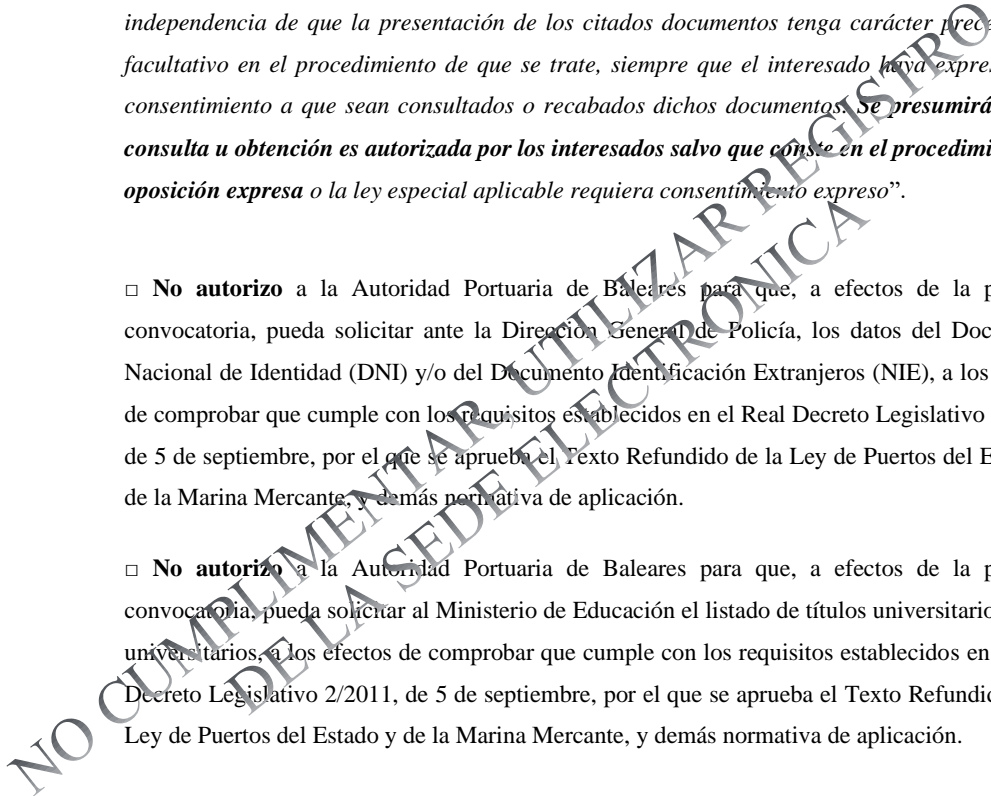 independencia de que la presentación de los citados documentos tenga carácter
facultativo en el procedimiento de que se trate, siempre que el interesado haya
consentimiento a que sean consultados o recabados dichos documentos. Se presumirá
consulta u obtención es autorizada por los interesados salvo que conste en el
oposición expresa o la ley especial aplicable requiera consentimiento expreso”.
□ No autorizo a la Autoridad Portuaria de Baleares para que, a efectos de la
convocatoria, pueda solicitar ante la Dirección General de Policía, los datos del
Nacional de Identidad (DNI) y/o del Documento Identificación Extranjeros (NIE), a los
de comprobar que cumple con los requisitos establecidos en el Real Decreto Legislativo
de 5 de septiembre, por el que se aprueba el Texto Refundido de la Ley de Puertos del
de la Marina Mercante, y demás normativa de aplicación.
□ No autorizo a la Autoridad Portuaria de Baleares para que, a efectos de la
convocatoria, pueda solicitar al Ministerio de Educación el listado de títulos
universitarios, a los efectos de comprobar que cumple con los requisitos establecidos en
Decreto Legislativo 2/2011, de 5 de septiembre, por el que se aprueba el Texto
Ley de Puertos del Estado y de la Marina Mercante, y demás normativa de aplicación.
NO CUMPLIMENTAR, UTILIZAR REGISTRO
DE LA SEDE ELECTRONICA